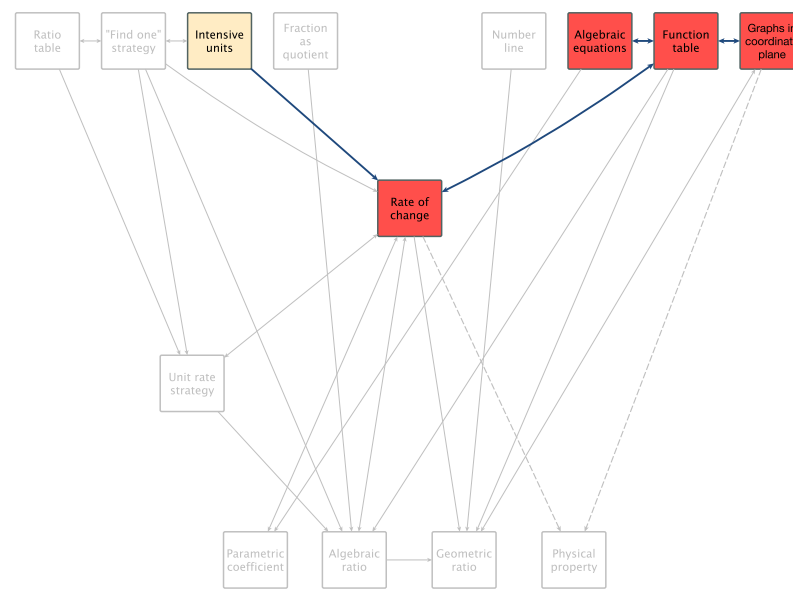 Ratio
table
"Find one"
strategy
Intensive
units
Fraction
as
quotient
Number
line
Algebraic
equations
Function
table
Graphs in
coordinat
plane
Rate of
change
Unit rate
strategy
Parametric
coefficient
Algebraic
ratio
Geometric
ratio
Physical
property